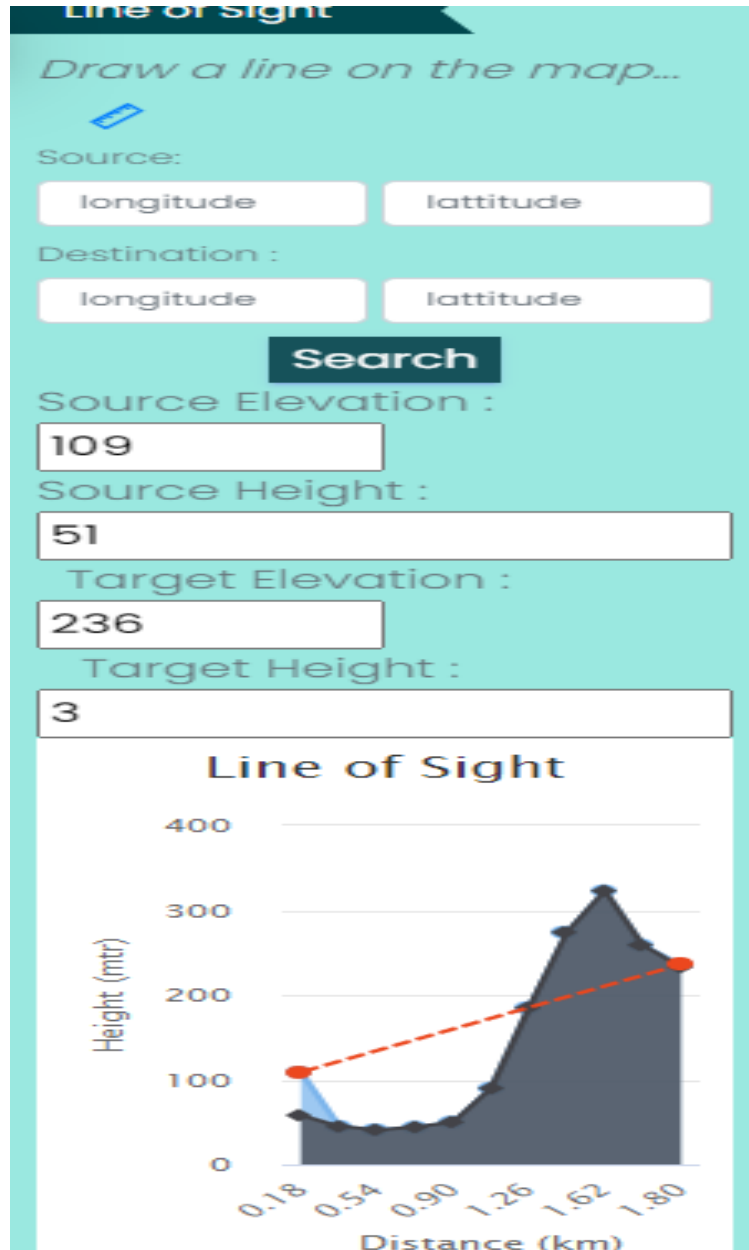 Line of Sight
Draw a line on the map...
Source:
longitude lattitude
Destination :
longitude lattitude
Search
Source Elevation :
109
Source Height :
51
Target Elevation :
236
Target Height :
3
Line of Sight
400
300
200
100
0
Height (mtr)
0.18 0.54 0.90 1.26 1.62 1.80
Distance (km)